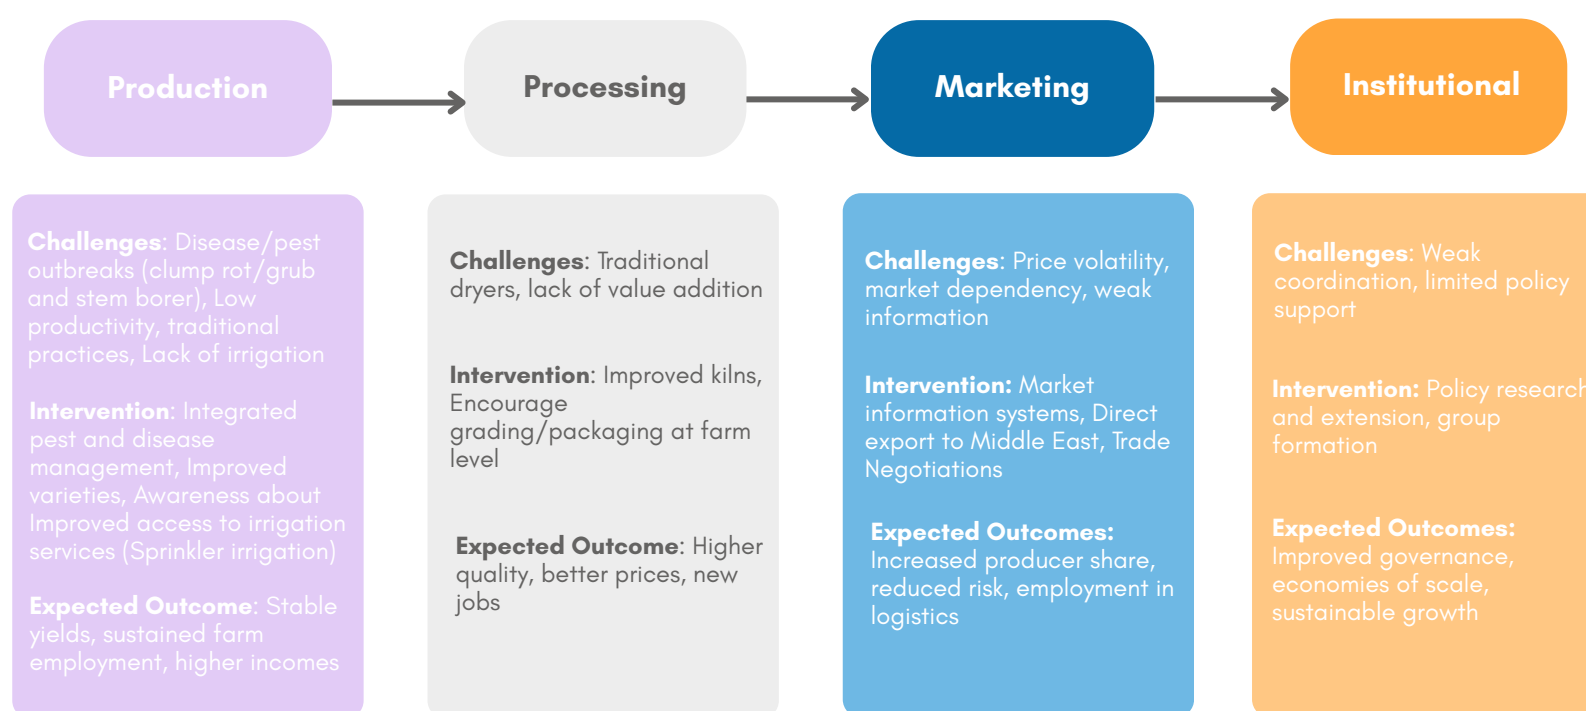 Production
Processing
Marketing
Institutional
Challenges: Disease/pest
outbreaks (clump rot/grub
and stem borer), Low
productivity, traditional
practices, Lack of irrigation
Intervention: Integrated
pest and disease
management, Improved
varieties, Awareness about
Improved access to irrigation
services (Sprinkler irrigation)
Expected Outcome: Stable
yields, sustained farm
employment, higher incomes
Challenges: Traditional
dryers, lack of value addition
Intervention: Improved kilns,
Encourage
grading/packaging at farm
level
Expected Outcome: Higher
quality, better prices, new
jobs
Challenges: Price volatility,
market dependency, weak
information
Intervention: Market
information systems, Direct
export to Middle East, Trade
Negotiations
Expected Outcomes:
Increased producer share,
reduced risk, employment in
logistics
Challenges: Weak
coordination, limited policy
support
Intervention: Policy research
and extension, group
formation
Expected Outcomes:
Improved governance,
economies of scale,
sustainable growth